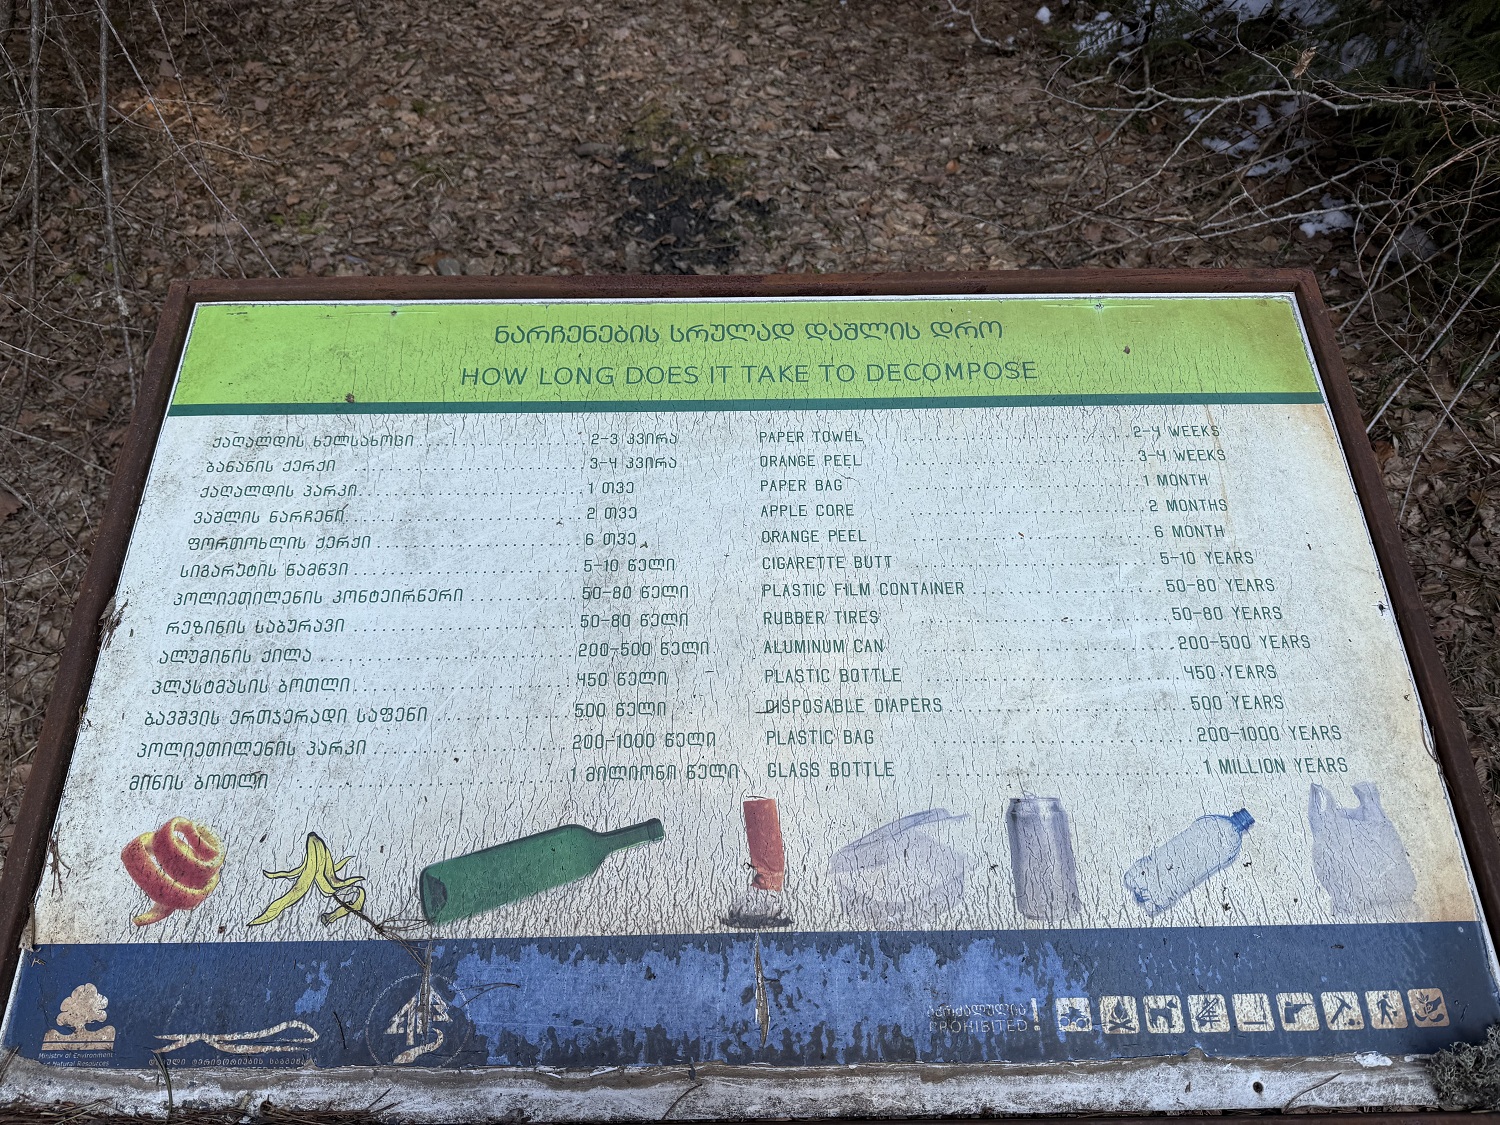 ნარჩენების სრულად დაშლის დრო
HOW LONG DOES IT TAKE TO DECOMPOSE
ქაღალდის ხელსახოცი 2-3 კვირა
ბანანის ქერქი 3-4 კვირა
ქაღალდის პარკი 1 თვე
ვაშლის ნარჩენი 2 თვე
ფორთოხლის ქერქი 6 თვე
სიგარეტის ნამწვი 5-10 წელი
პოლიეთილენის კონტეინერი 50-80 წელი
რეზინის საბურავი 50-80 წელი
ალუმინის ქილა 200-500 წელი
პლასტმასის ბოთლი 450 წელი
ბავშვის ერთჯერადი საფენი 500 წელი
პოლიეთილენის პარკი 200-1000 წელი
მინის ბოთლი 1 მილიონი წელი
PAPER TOWEL 2-4 WEEKS
ORANGE PEEL 3-4 WEEKS
PAPER BAG 1 MONTH
APPLE CORE 2 MONTHS
ORANGE PEEL 6 MONTH
CIGARETTE BUTT 5-10 YEARS
PLASTIC FILM CONTAINER 50-80 YEARS
RUBBER TIRES 50-80 YEARS
ALUMINUM CAN 200-500 YEARS
PLASTIC BOTTLE 450 YEARS
DISPOSABLE DIAPERS 500 YEARS
PLASTIC BAG 200-1000 YEARS
GLASS BOTTLE 1 MILLION YEARS
Ministry of Environment
Natural Resources
აკრძალულია
PROHIBITED !